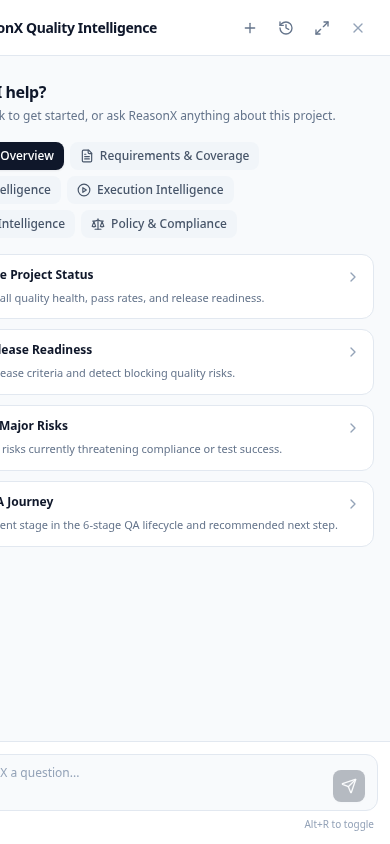 onX Quality Intelligence
I help?
k to get started, or ask ReasonX anything about this project.
Overview
Requirements & Coverage
elligence
Execution Intelligence
Intelligence
Policy & Compliance
e Project Status
all quality health, pass rates, and release readiness.
lease Readiness
ease criteria and detect blocking quality risks.
Major Risks
risks currently threatening compliance or test success.
A Journey
ent stage in the 6-stage QA lifecycle and recommended next step.
X a question...
Alt+R to toggle